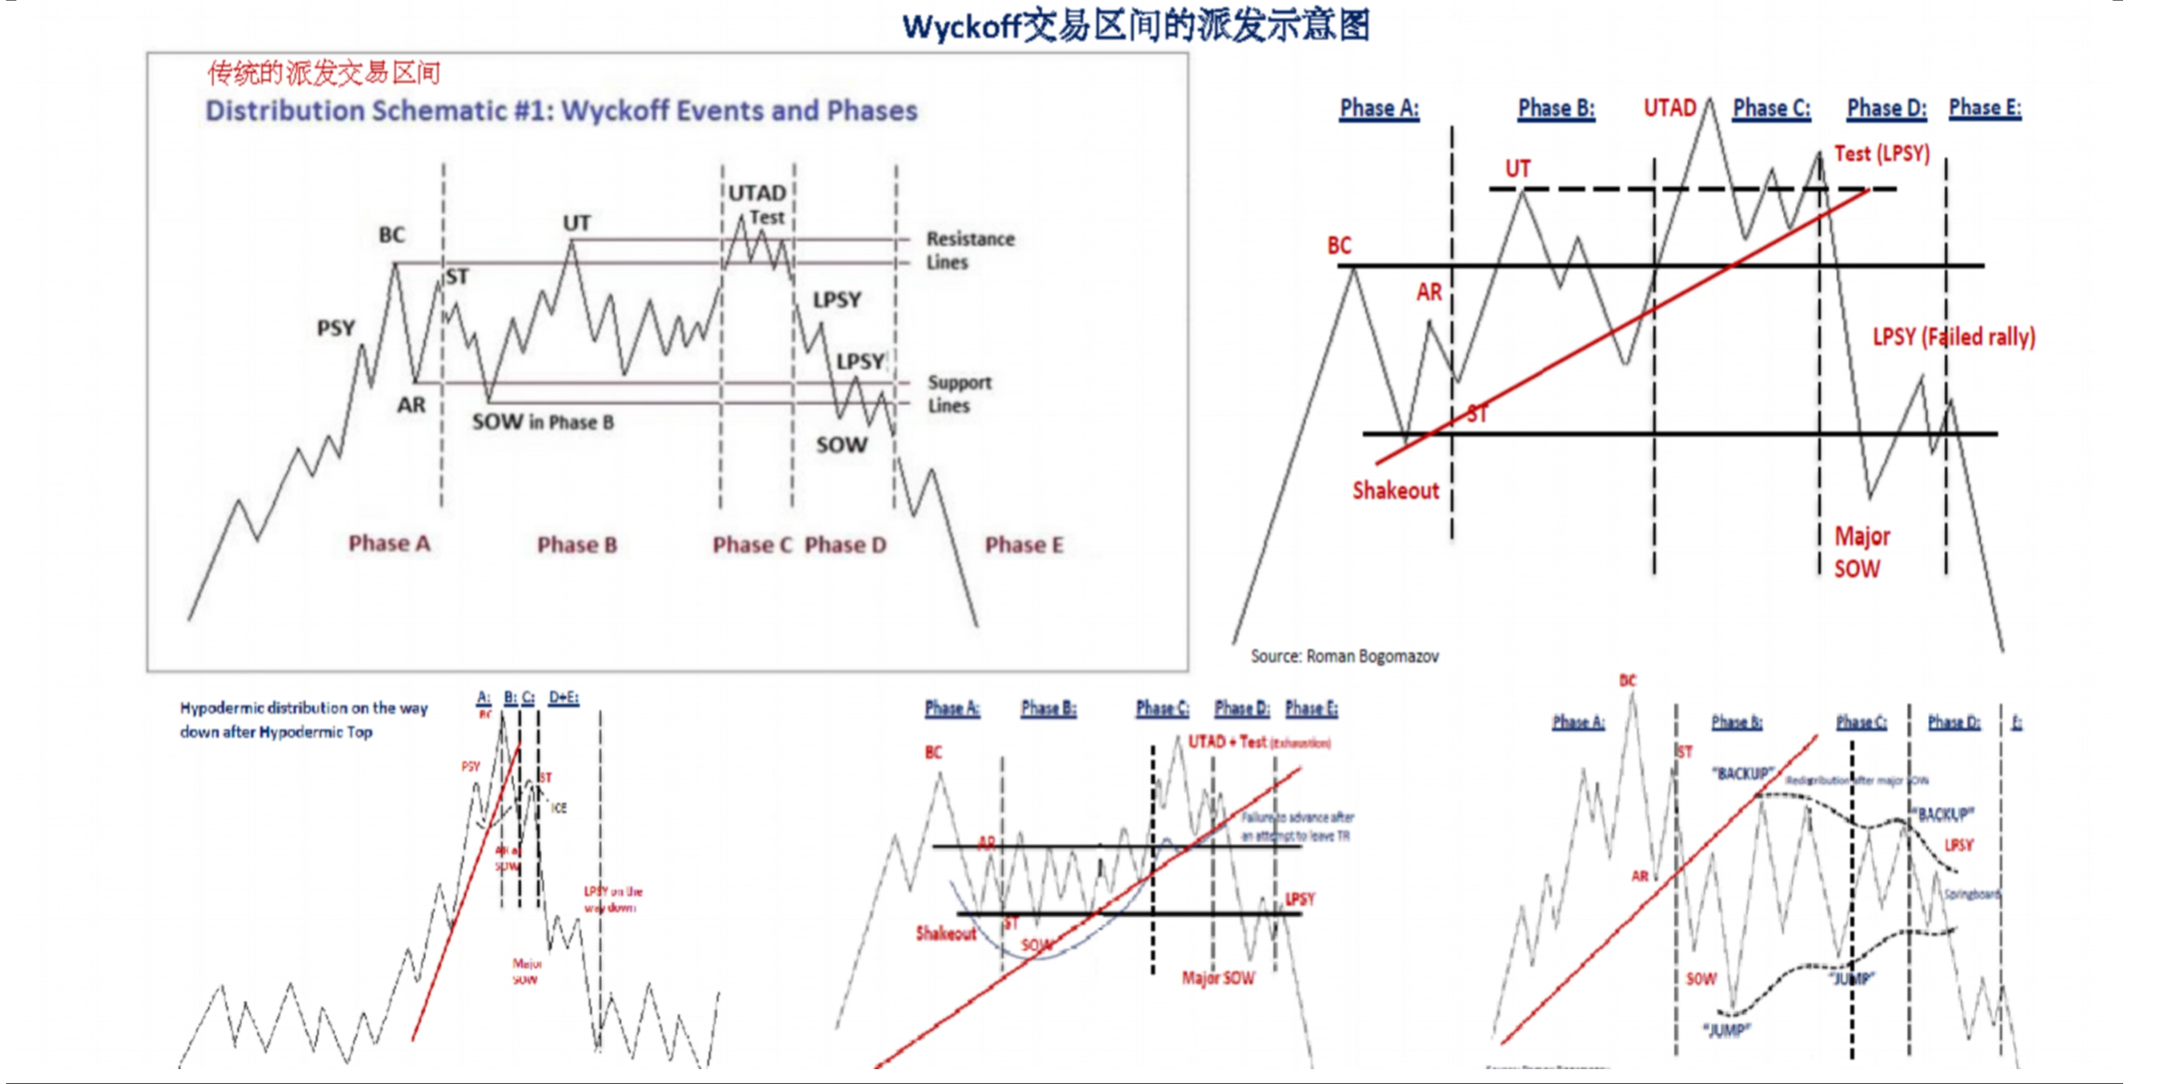 Wyckoff交易区间的派发示意图
传统的派发交易区间
Distribution Schematic #1: Wyckoff Events and Phases
UTAD
Test
UT
BC
Resistance
Lines
ST
LPSY
PSY
LPSY
Support
Lines
AR
SOW in Phase B
SOW
Phase A
Phase B
Phase C
Phase D
Phase E
Phase A:
Phase B:
UTAD
Phase C:
Phase D:
Phase E:
Test (LPSY)
UT
BC
AR
LPSY (Failed rally)
ST
Shakeout
Major
SOW
Source: Roman Bogomazov
Hypodermic distribution on the way
down after Hypodermic Top
A:
B:
C:
D+E:
BC
PSY
ST
ICE
SOW
LPSY on the
way down
Major
SOW
Phase A:
Phase B:
Phase C:
Phase D:
Phase E:
UTAD + Test (Exhaustion)
BC
Failure to advance after
an attempt to leave TR
AR
LPSY
ST
Shakeout
SOW
Major SOW
BC
Phase A:
Phase B:
Phase C:
Phase D:
E:
ST
"BACKUP"
Redistribution after major SOW
"BACKUP"
LPSY
AR
Springboard
SOW
"JUMP"
"JUMP"